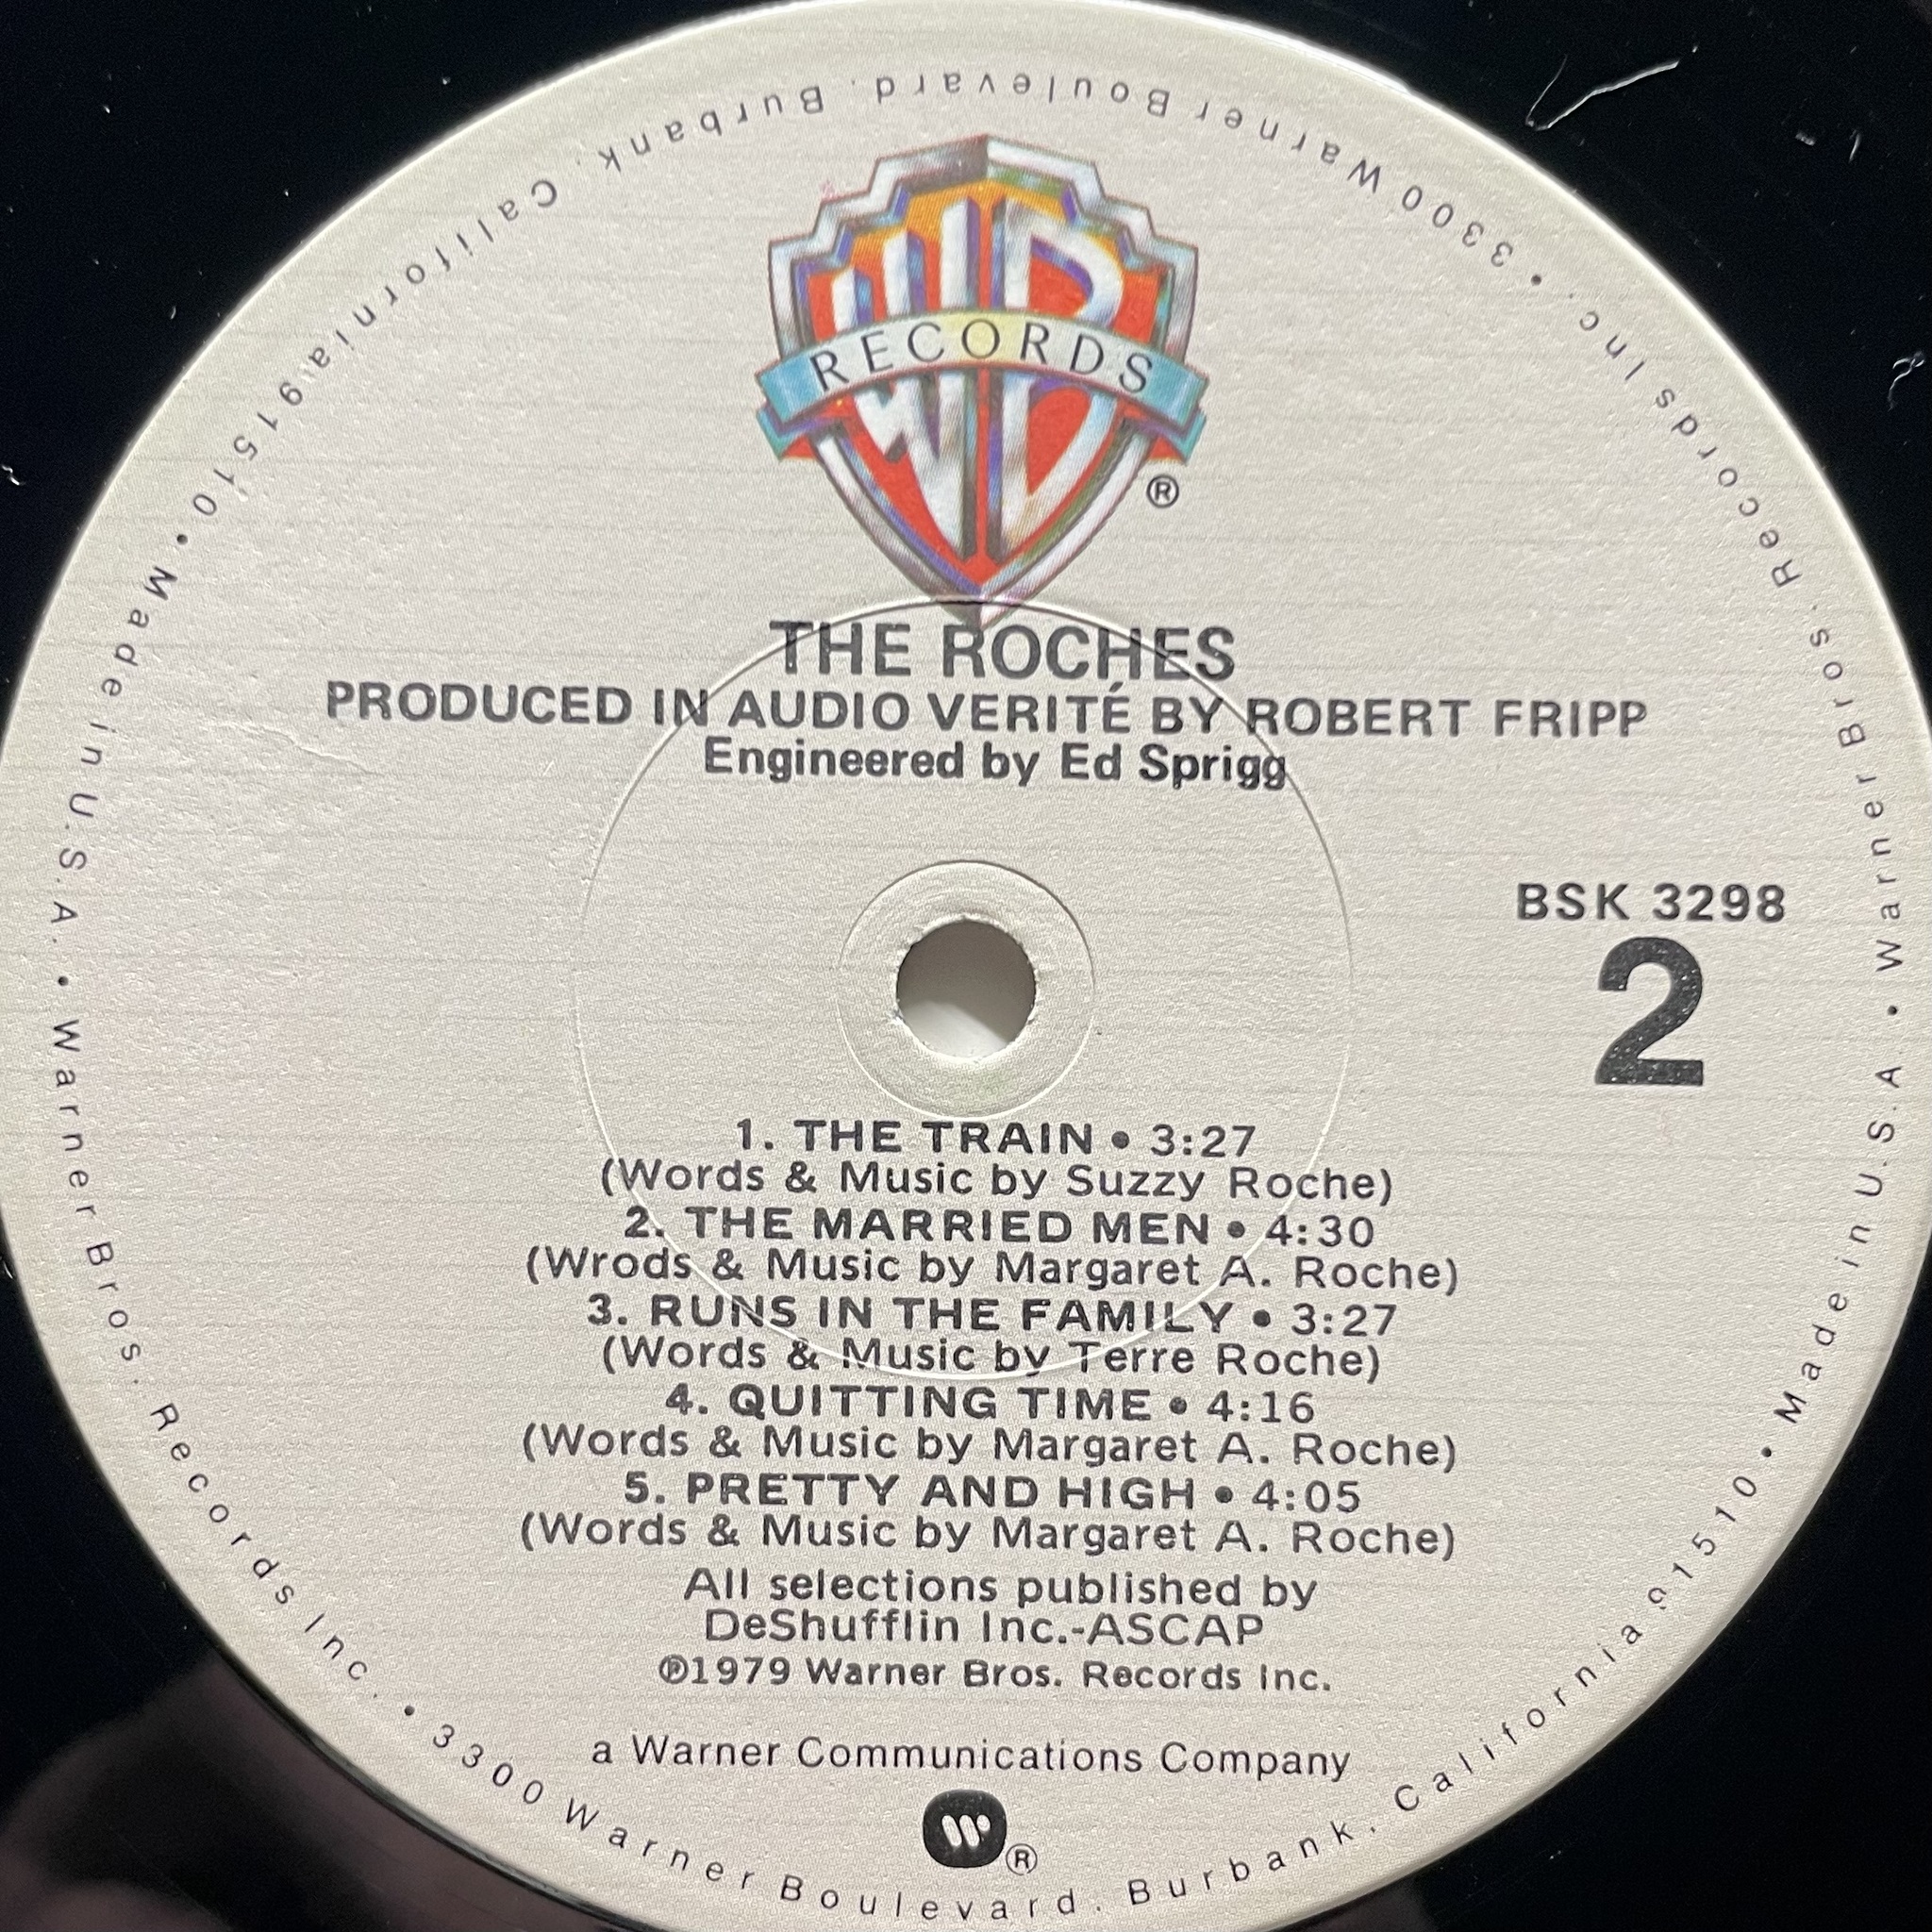 WB
RECORDS
®
THE ROCHES
PRODUCED IN AUDIO VERITÉ BY ROBERT FRIPP
Engineered by Ed Sprigg
BSK 3298
2
1. THE TRAIN • 3:27
(Words & Music by Suzzy Roche)
2. THE MARRIED MEN • 4:30
(Wrods & Music by Margaret A. Roche)
3. RUNS IN THE FAMILY • 3:27
(Words & Music by Terre Roche)
4. QUITTING TIME • 4:16
(Words & Music by Margaret A. Roche)
5. PRETTY AND HIGH • 4:05
(Words & Music by Margaret A. Roche)
All selections published by
DeShufflin Inc.-ASCAP
℗1979 Warner Bros. Records Inc.
a Warner Communications Company
W®
• Warner Bros. Records Inc. • 3300 Warner Boulevard, Burbank, California 91510 • Made in U.S.A. • Warner Bros. Records Inc. • 3300 Warner Boulevard, Burbank, California 91510 • Made in U.S.A.